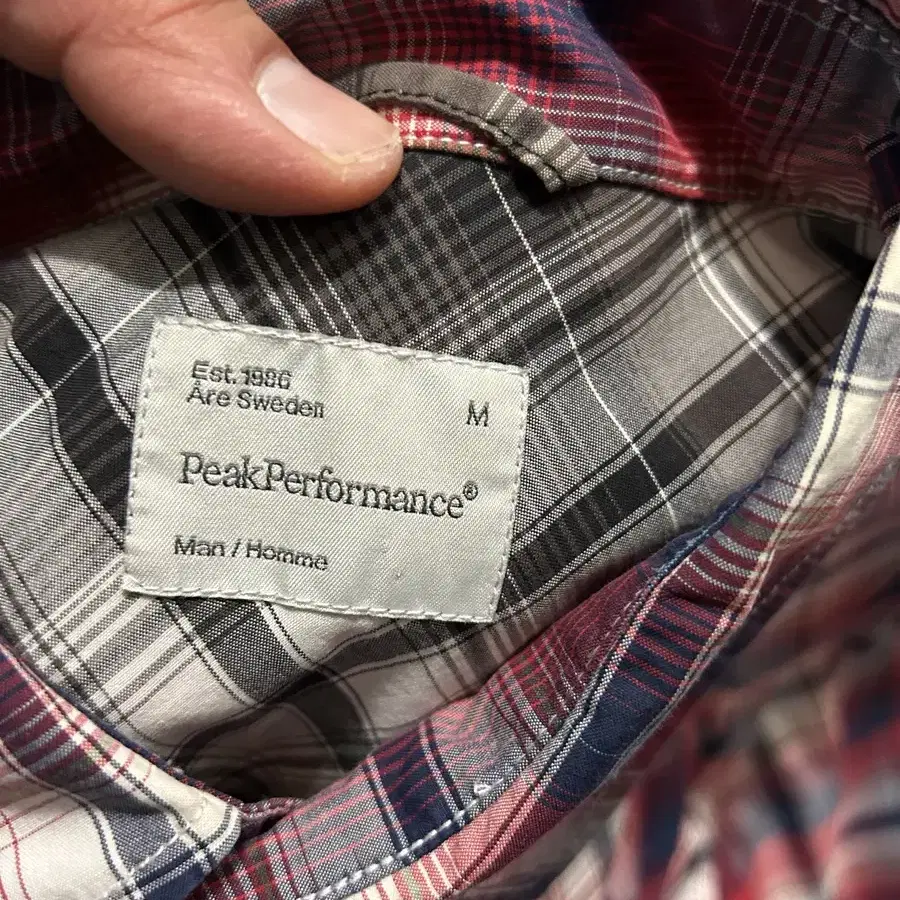 Est. 1986
Åre Sweden
M
PeakPerformance®
Man / Homme